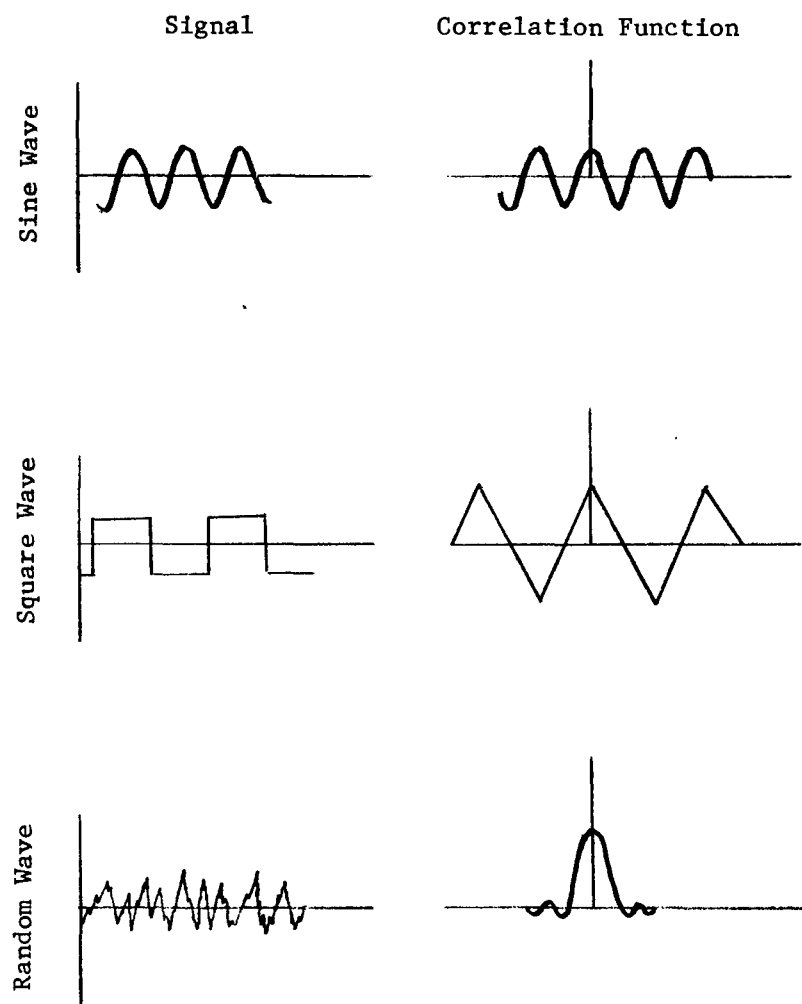 Signal
Correlation Function
Sine Wave
Square Wave
Random Wave